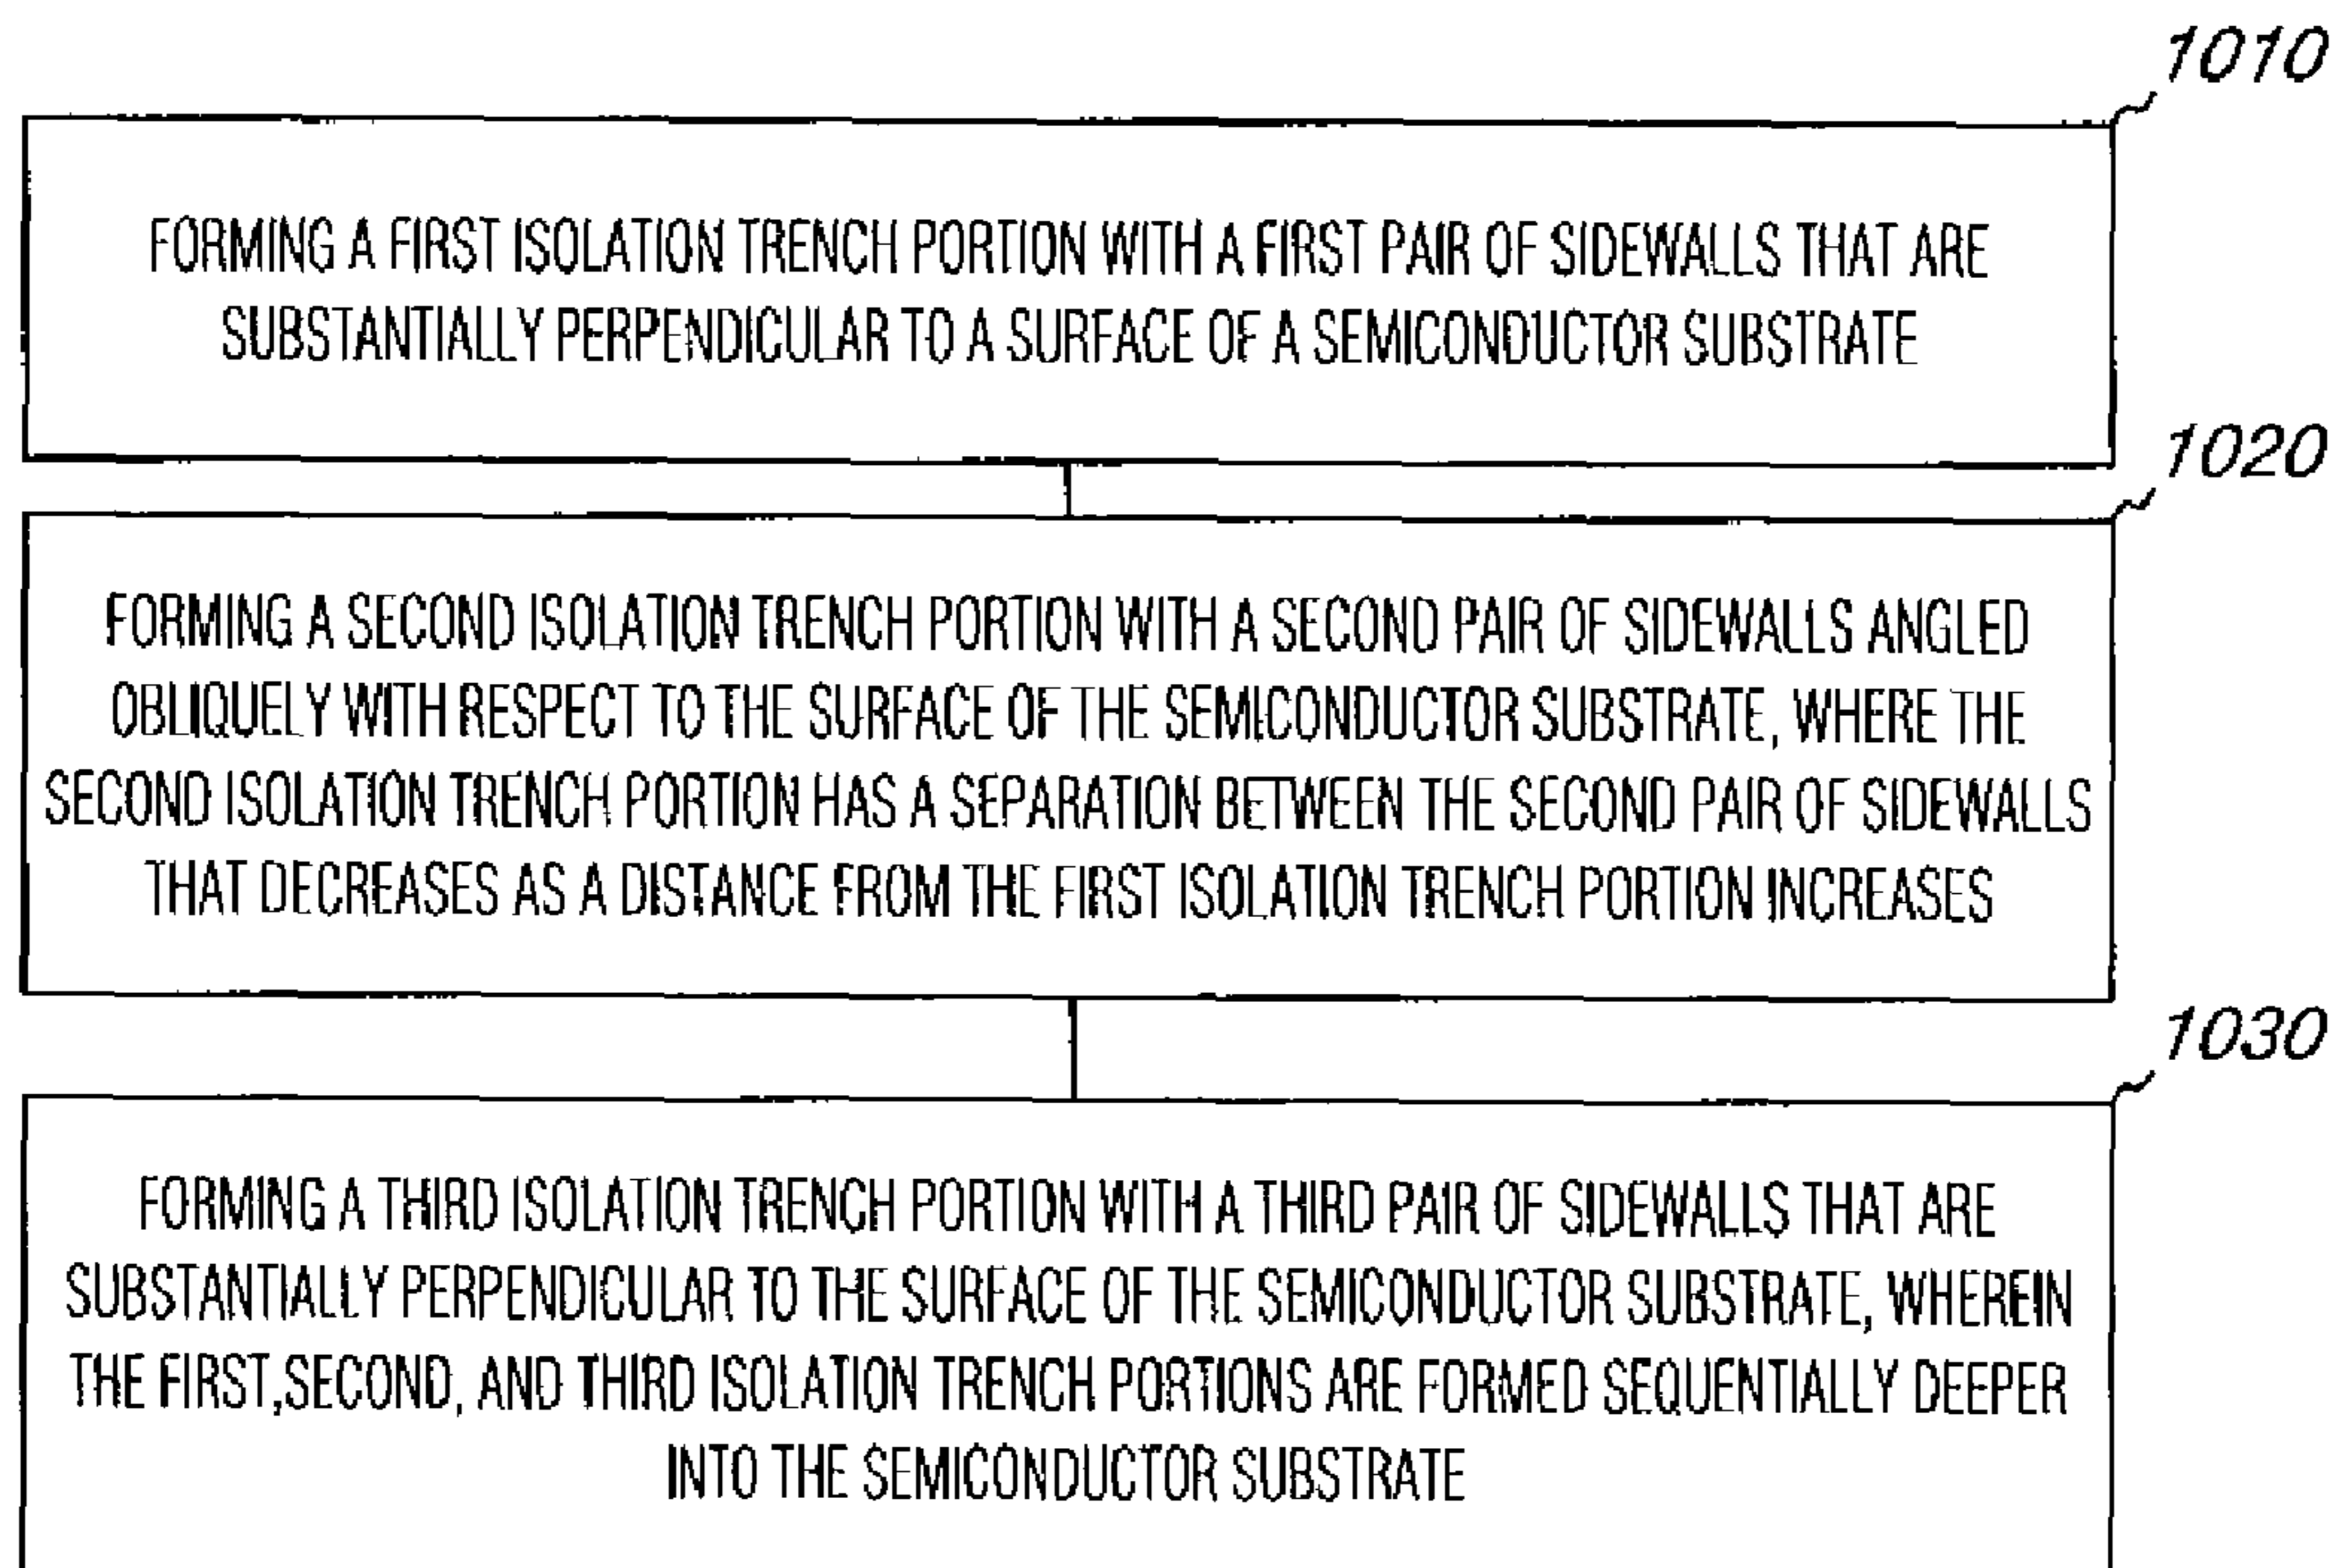 1010
FORMING A FIRST ISOLATION TRENCH PORTION WITH A FIRST PAIR OF SIDEWALLS THAT ARE
SUBSTANTIALLY PERPENDICULAR TO A SURFACE OF A SEMICONDUCTOR SUBSTRATE
1020
FORMING A SECOND ISOLATION TRENCH PORTION WITH A SECOND PAIR OF SIDEWALLS ANGLED
OBLIQUELY WITH RESPECT TO THE SURFACE OF THE SEMICONDUCTOR SUBSTRATE, WHERE THE
SECOND ISOLATION TRENCH PORTION HAS A SEPARATION BETWEEN THE SECOND PAIR OF SIDEWALLS
THAT DECREASES AS A DISTANCE FROM THE FIRST ISOLATION TRENCH PORTION INCREASES
1030
FORMING A THIRD ISOLATION TRENCH PORTION WITH A THIRD PAIR OF SIDEWALLS THAT ARE
SUBSTANTIALLY PERPENDICULAR TO THE SURFACE OF THE SEMICONDUCTOR SUBSTRATE, WHEREIN
THE FIRST,SECOND, AND THIRD ISOLATION TRENCH PORTIONS ARE FORMED SEQUENTIALLY DEEPER
INTO THE SEMICONDUCTOR SUBSTRATE